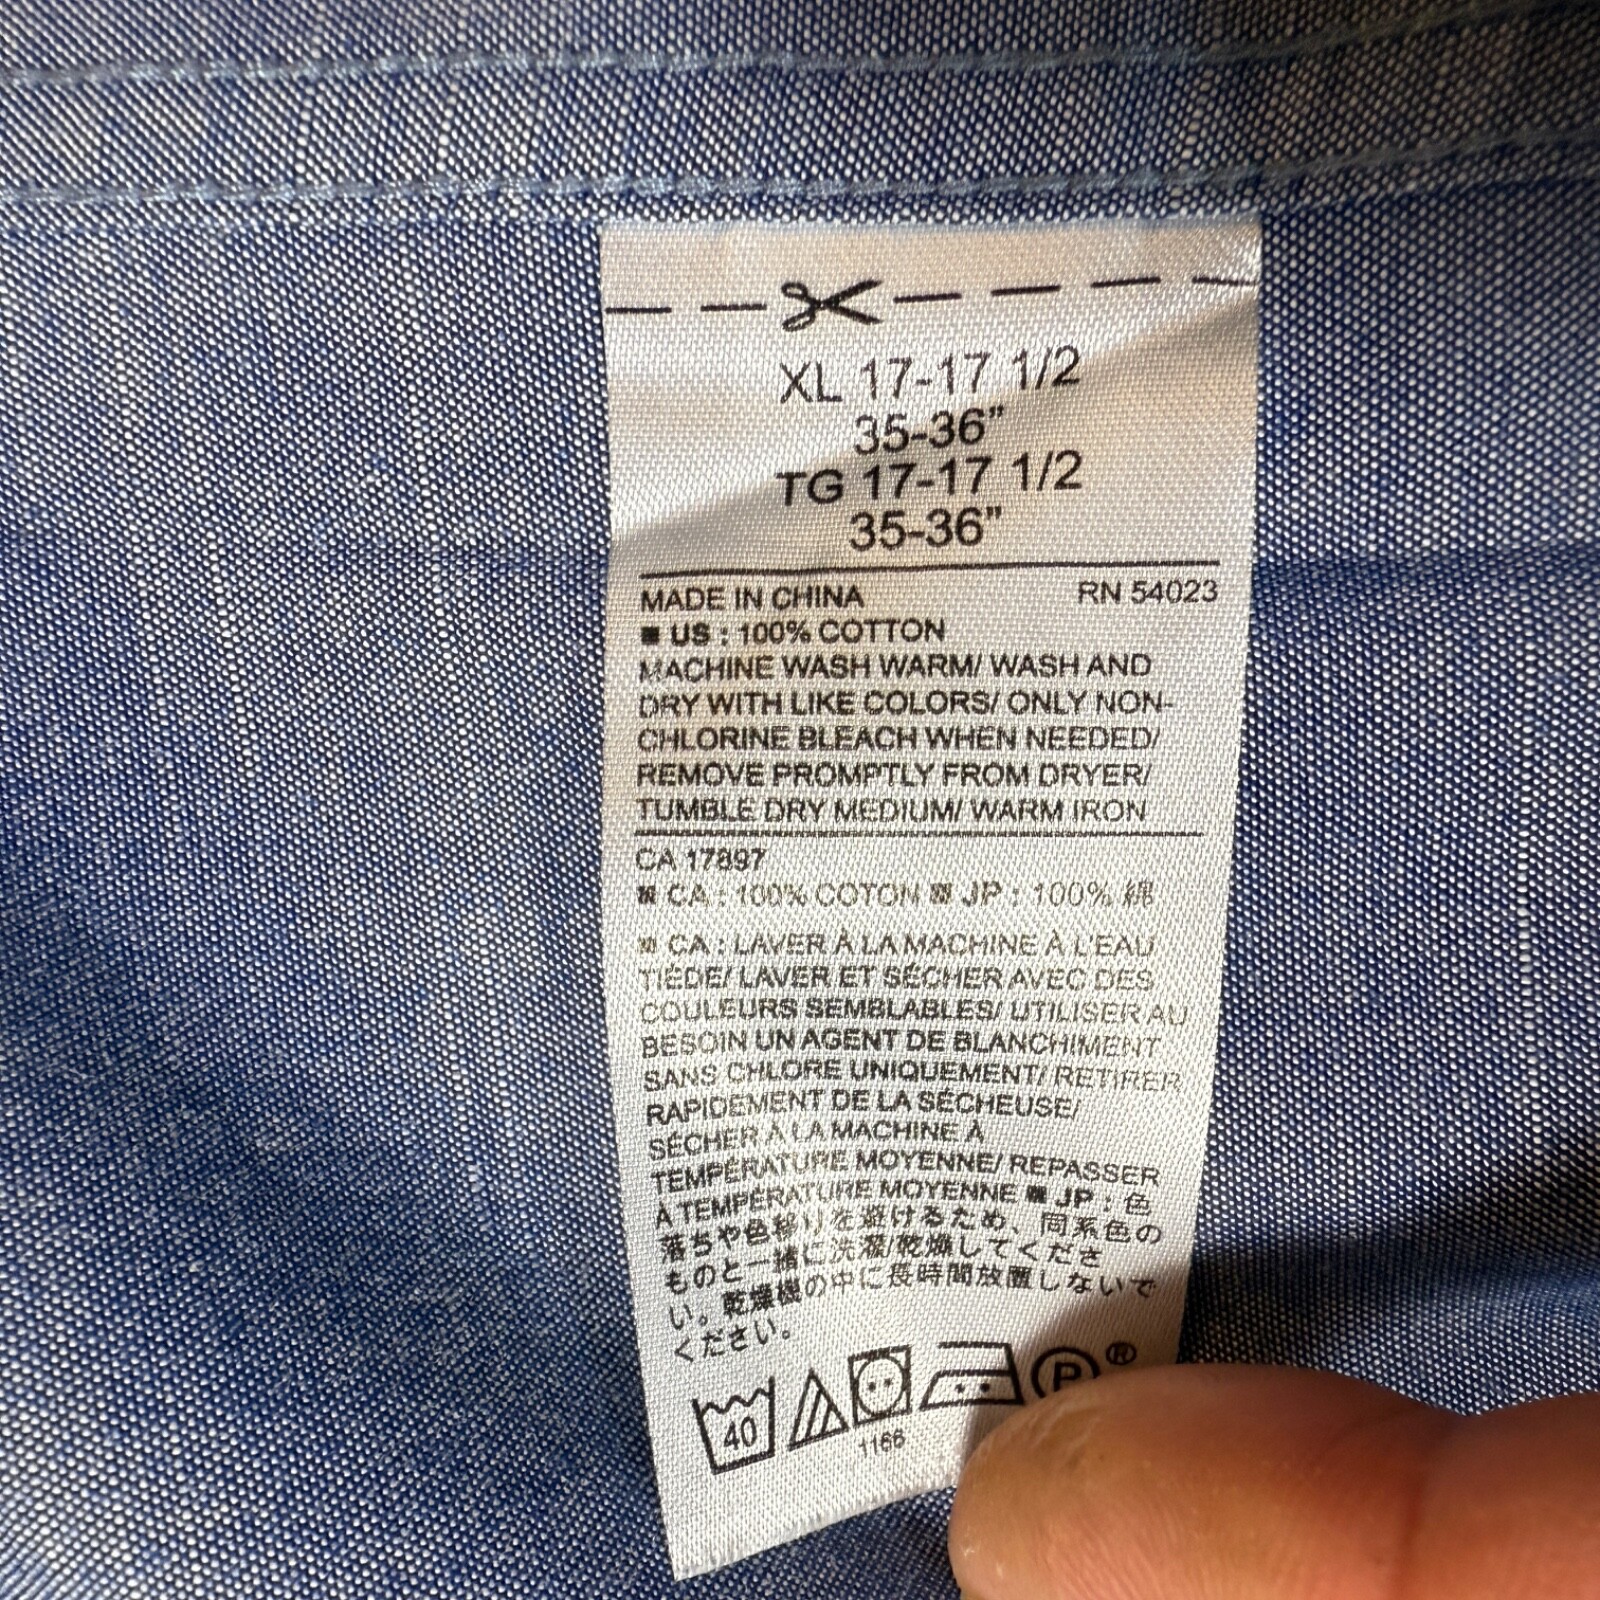 XL 17-17 1/2
35-36”
TG 17-17 1/2
35-36”
MADE IN CHINA RN 54023
■ US : 100% COTTON
MACHINE WASH WARM/ WASH AND
DRY WITH LIKE COLORS/ ONLY NON-
CHLORINE BLEACH WHEN NEEDED/
REMOVE PROMPTLY FROM DRYER/
TUMBLE DRY MEDIUM/ WARM IRON
CA 17897
■ CA : 100% COTON ■ JP : 100% 綿
■ CA : LAVER À LA MACHINE À L'EAU
TIÈDE/ LAVER ET SÉCHER AVEC DES
COULEURS SEMBLABLES/ UTILISER AU
BESOIN UN AGENT DE BLANCHIMENT
SANS CHLORE UNIQUEMENT/ RETIRER
RAPIDEMENT DE LA SÉCHEUSE/
SÉCHER À LA MACHINE À
TEMPÉRATURE MOYENNE/ REPASSER
À TEMPÉRATURE MOYENNE ■ JP : 色
落ちや色移りを避けるため、同系色の
ものと一緒に洗濯/乾燥してくださ
い。乾燥機の中に長時間放置しないで
ください。
40 P ®
1166